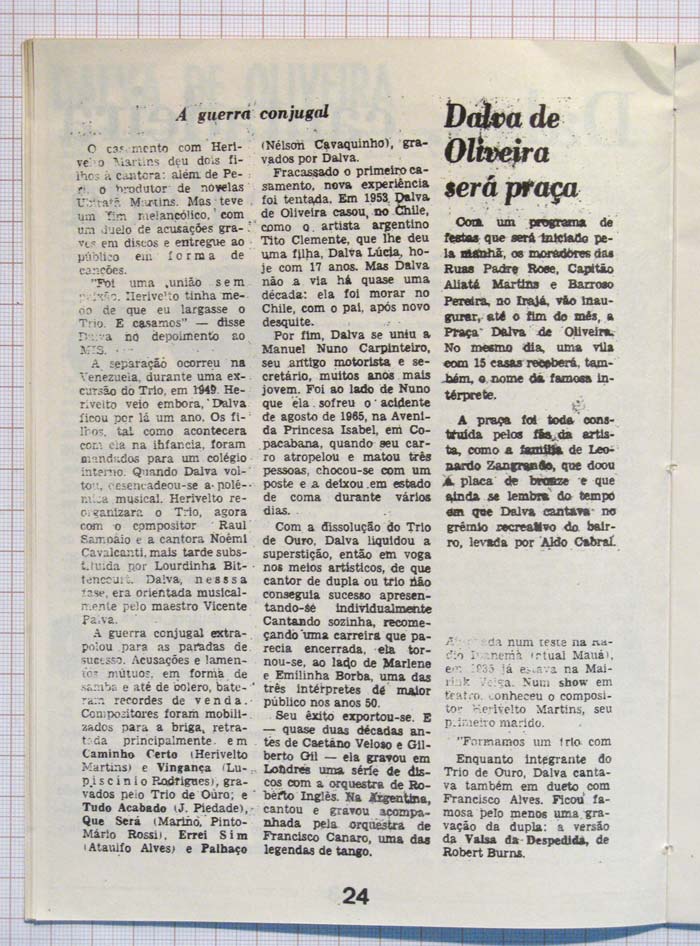 A guerra conjugal
O casamento com Heri-
velto Martins deu dois fi-
lhos à cantora: além de Pe-
ri, o produtor de novelas
Ubiratã Martins. Mas teve
um fim melancólico, com
um duelo de acusações gra-
ves em discos e entregue ao
público em forma de
canções.
"Foi uma união sem
paixão. Herivelto tinha me-
do de que eu largasse o
Trio. E casamos" — disse
Dalva no depoimento ao
MIS.
A separação ocorreu na
Venezuela, durante uma ex-
cursão do Trio, em 1949. He-
rivelto veio embora, Dalva
ficou por lá um ano. Os fi-
lhos, tal como acontecera
com ela na infância, foram
mandados para um colégio
interno. Quando Dalva vol-
tou, desencadeou-se a polê-
mica musical. Herivelto re-
organizara o Trio, agora
com o compositor Raul
Sampaio e a cantora Noêmi
Cavalcanti, mais tarde subs-
tituída por Lourdinha Bit-
tencourt. Dalva, nesssa
fase, era orientada musical-
mente pelo maestro Vicente
Paiva.
A guerra conjugal extra-
polou para as paradas de
sucesso. Acusações e lamen-
tos mútuos, em forma de
samba e até de bolero, bate-
ram recordes de venda.
Compositores foram mobili-
zados para a briga, retra-
tada principalmente em
Caminho Certo (Herivelto
Martins) e Vingança (Lu-
piscinio Rodrigues), gra-
vados pelo Trio de Ouro; e
Tudo Acabado (J. Piedade),
Que Será (Marino, Pinto-
Mário Rossi), Errei Sim
(Ataulfo Alves) e Palhaço
(Nélson Cavaquinho), gra-
vados por Dalva.
Fracassado o primeiro ca-
samento, nova experiência
foi tentada. Em 1953, Dalva
de Oliveira casou, no Chile,
como o artista argentino
Tito Clemente, que lhe deu
uma filha, Dalva Lúcia, ho-
je com 17 anos. Mas Dalva
não a via há quase uma
década: ela foi morar no
Chile, com o pai, após novo
desquite.
Por fim, Dalva se uniu a
Manuel Nuno Carpinteiro,
seu antigo motorista e se-
cretário, muitos anos mais
jovem. Foi ao lado de Nuno
que ela sofreu o acidente
de agosto de 1965, na Aveni-
da Princesa Isabel, em Co-
pacabana, quando seu car-
ro atropelou e matou três
pessoas, chocou-se com um
poste e a deixou em estado
de coma durante vários
dias.
Com a dissolução do Trio
de Ouro, Dalva liquidou a
superstição, então em voga
nos meios artísticos, de que
cantor de dupla ou trio não
conseguia sucesso apresen-
tando-se individualmente
Cantando sozinha, recome-
çando uma carreira que pa-
recia encerrada, ela tor-
nou-se, ao lado de Marlene
e Emilinha Borba, uma das
três intérpretes de maior
público nos anos 50.
Seu êxito exportou-se. E
— quase duas décadas an-
tes de Caetâno Veloso e Gil-
berto Gil — ela gravou em
Londres uma série de dis-
cos com a orquestra de Ro-
berto Inglês. Na Argentina,
cantou e gravou acompa-
nhada pela orquestra de
Francisco Canaro, uma das
legendas de tango.
Dalva de
Oliveira
será praça
Com um programa de
festas que será iniciado pe-
la manhã, os moradores das
Ruas Padre Rose, Capitão
Aliatá Martins e Barroso
Pereira, no Irajá, vão inau-
gurar, até o fim do mês, a
Praça Dalva de Oliveira.
No mesmo dia, uma vila
com 15 casas receberá, tam-
bém, o nome da famosa in-
térprete.
A praça foi toda cons-
truída pelos fãs da artis-
ta, como a família de Leo-
nardo Zangrando, que doou
a placa de bronze e que
ainda se lembra do tempo
em que Dalva cantava no
grêmio recreativo do bair-
ro, levada por Aldo Cabral.
num teste na Rá-
dio Ipanema (atual Mauá),
em 1935 já estava na Mai-
rink Veiga. Num show em
teatro, conheceu o composi-
tor Herivelto Martins, seu
primeiro marido.
"Formamos um trio com
Enquanto integrante do
Trio de Ouro, Dalva canta-
va também em dueto com
Francisco Alves. Ficou fa-
mosa pelo menos uma gra-
vação da dupla: a versão
da Valsa da Despedida, de
Robert Burns.
24